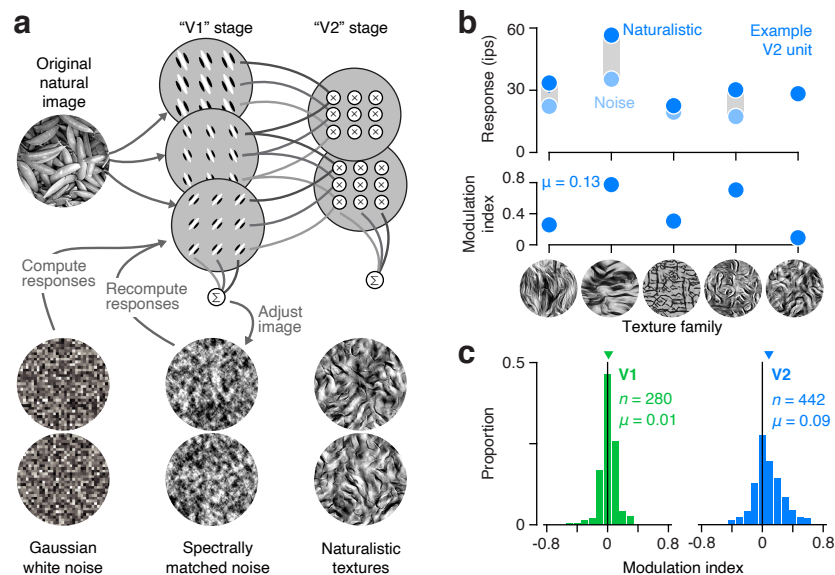 a
“V1” stage
“V2” stage
Original
natural
image
Compute
responses
Recompute
responses
Σ
Σ
Adjust
image
Gaussian
white noise
Spectrally
matched noise
Naturalistic
textures
b
Response (ips)
60
30
0
Naturalistic
Noise
Example
V2 unit
Modulation
index
0.8
0.4
0
μ = 0.13
Texture family
c
Proportion
0.5
0
V1
n = 280
μ = 0.01
V2
n = 442
μ = 0.09
-0.8
0
0.8
-0.8
0
0.8
Modulation index